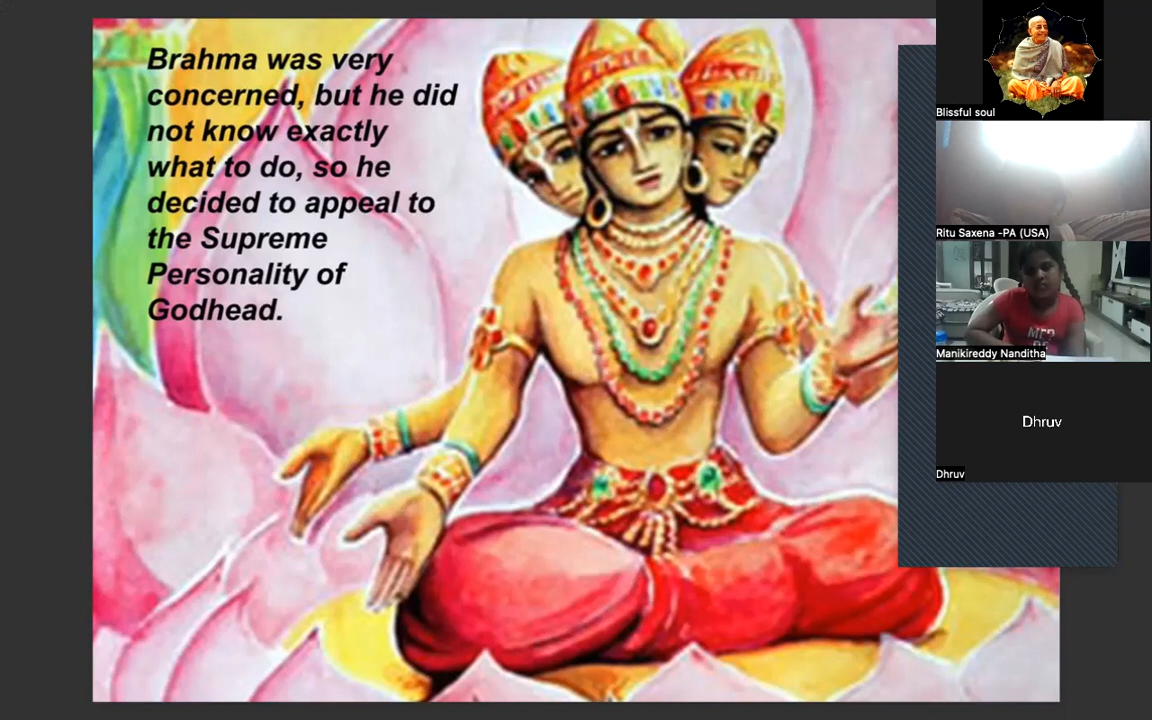 Brahma was very
concerned, but he did
not know exactly
what to do, so he
decided to appeal to
the Supreme
Personality of
Godhead.
Blissful soul
Ritu Saxena -PA (USA)
Manikireddy Nanditha
Dhruv
Dhruv